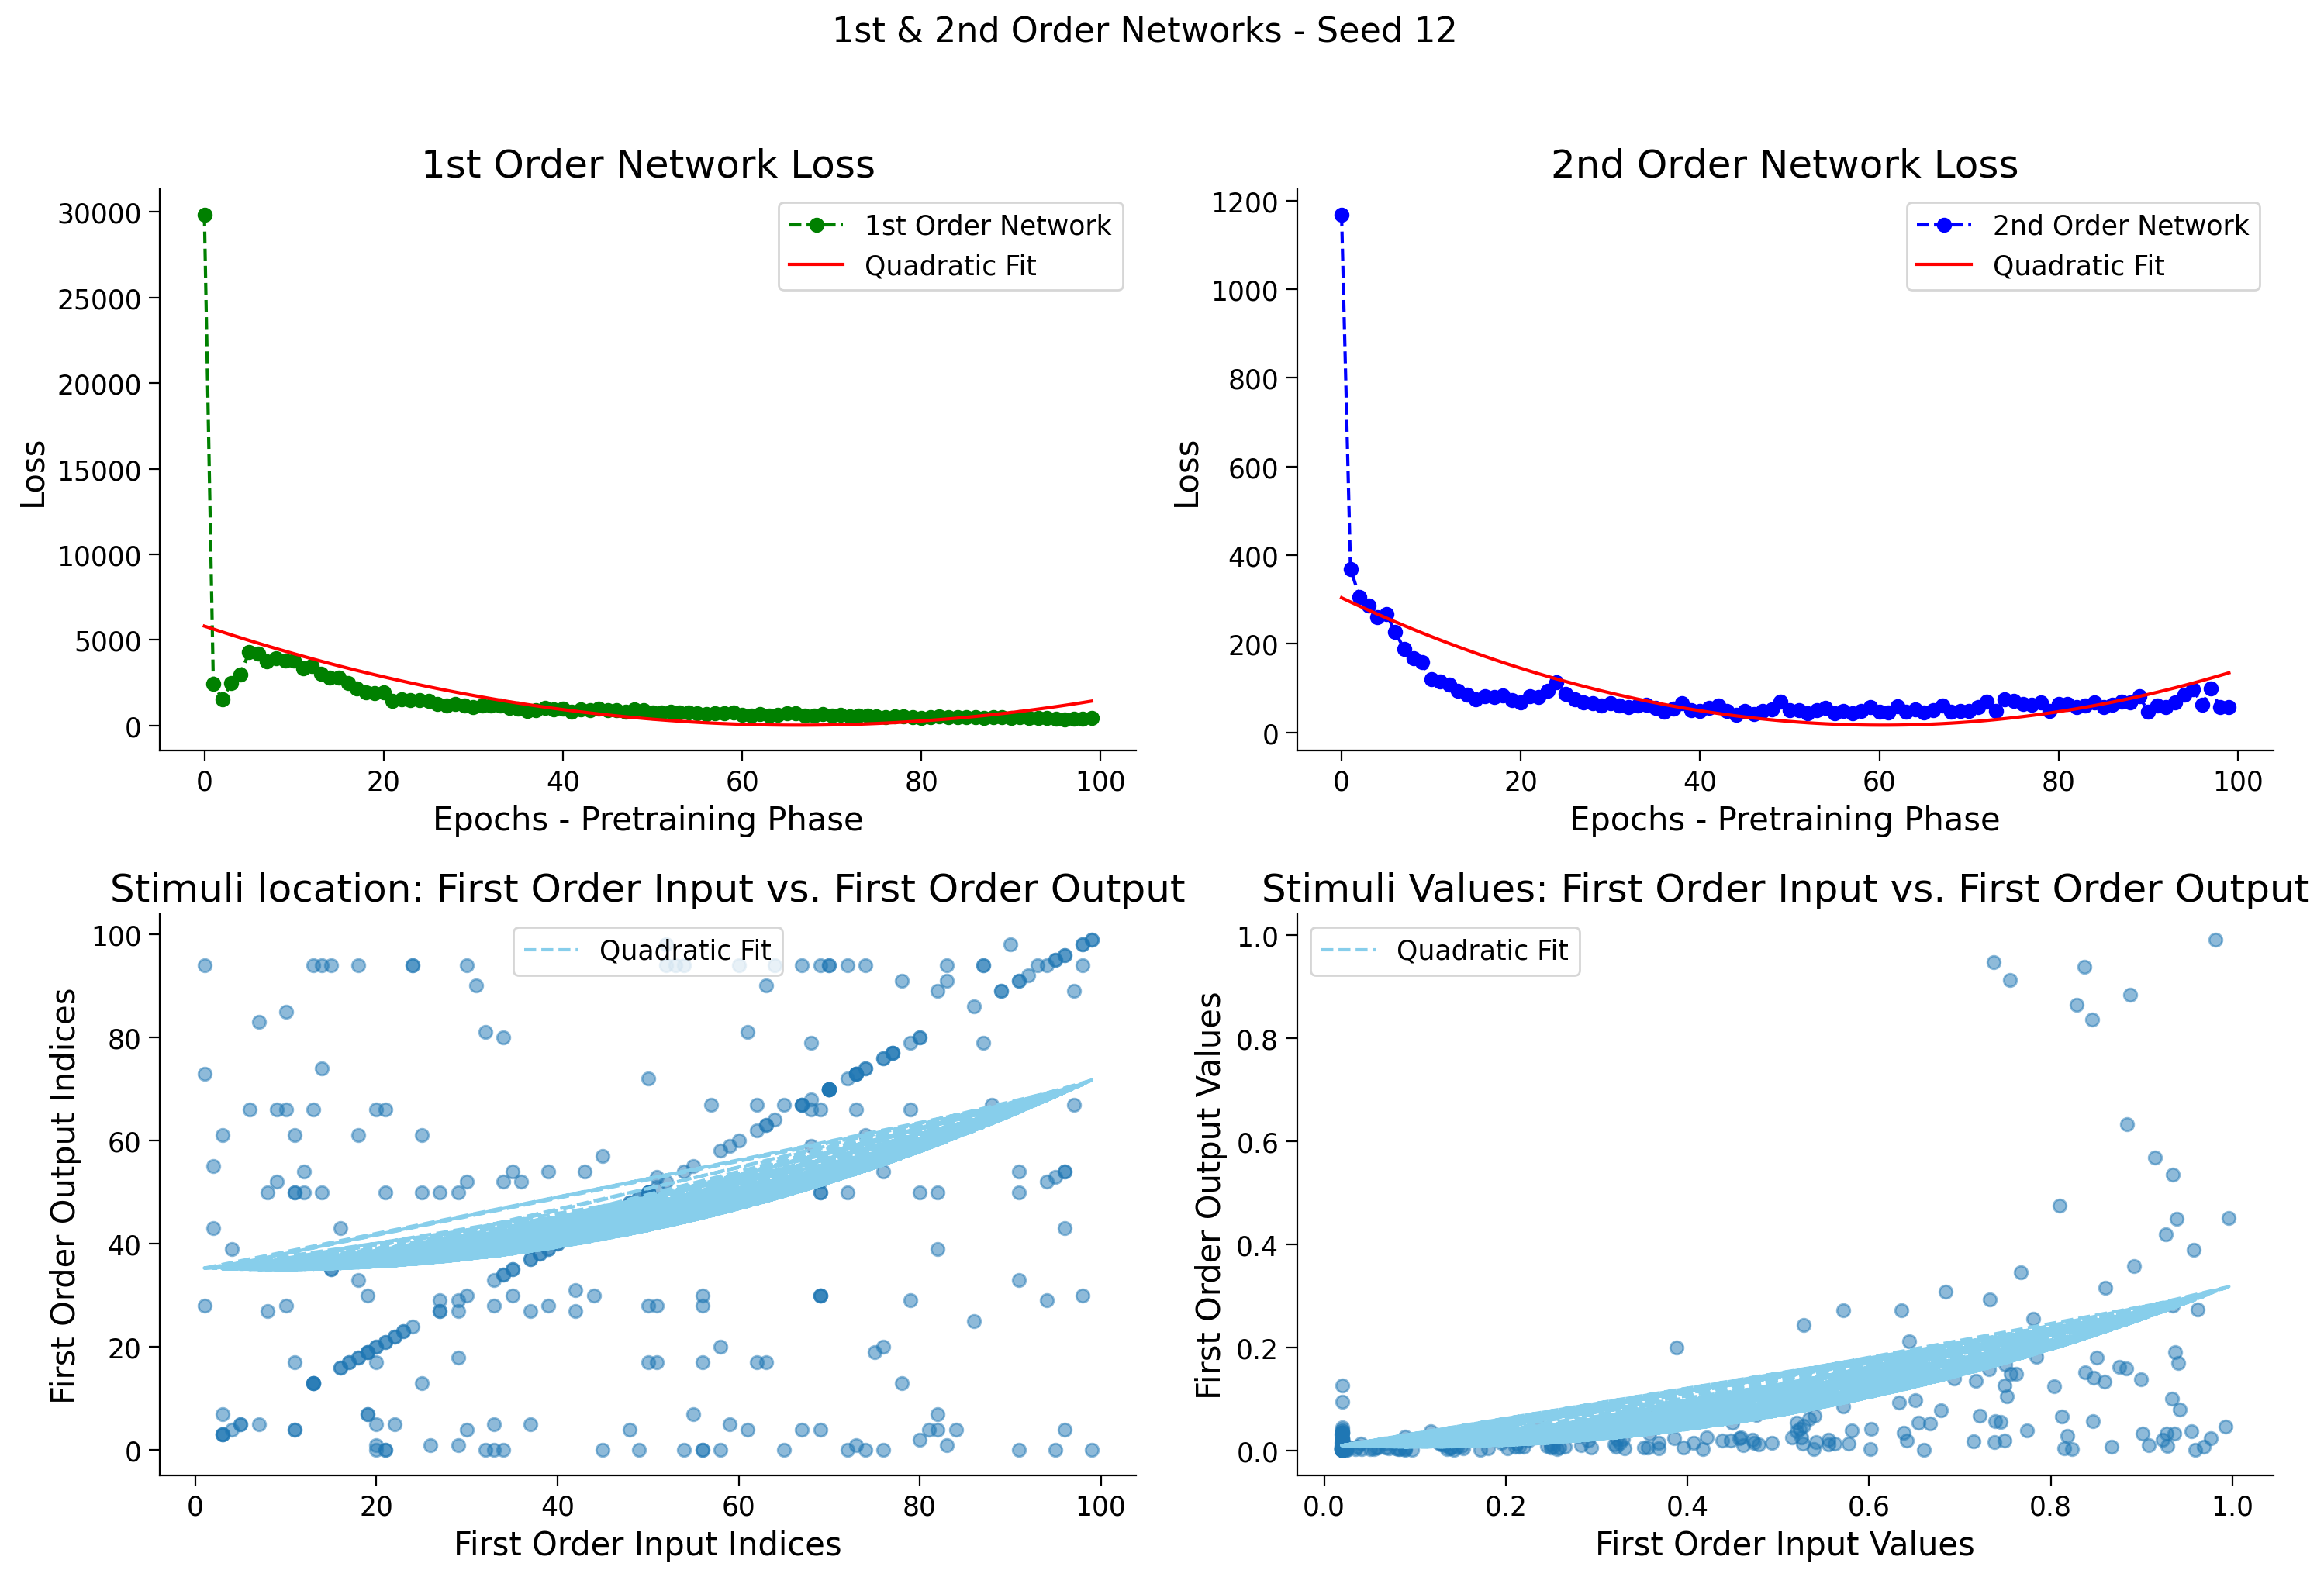 1st & 2nd Order Networks - Seed 12
1st Order Network Loss
30000
25000
20000
15000
10000
5000
0
Loss
1st Order Network
Quadratic Fit
0 20 40 60 80 100
Epochs - Pretraining Phase
2nd Order Network Loss
1200
1000
800
600
400
200
0
Loss
2nd Order Network
Quadratic Fit
0 20 40 60 80 100
Epochs - Pretraining Phase
Stimuli location: First Order Input vs. First Order Output
100
80
60
40
20
0
First Order Output Indices
Quadratic Fit
0 20 40 60 80 100
First Order Input Indices
Stimuli Values: First Order Input vs. First Order Output
1.0
0.8
0.6
0.4
0.2
0.0
First Order Output Values
Quadratic Fit
0.0 0.2 0.4 0.6 0.8 1.0
First Order Input Values